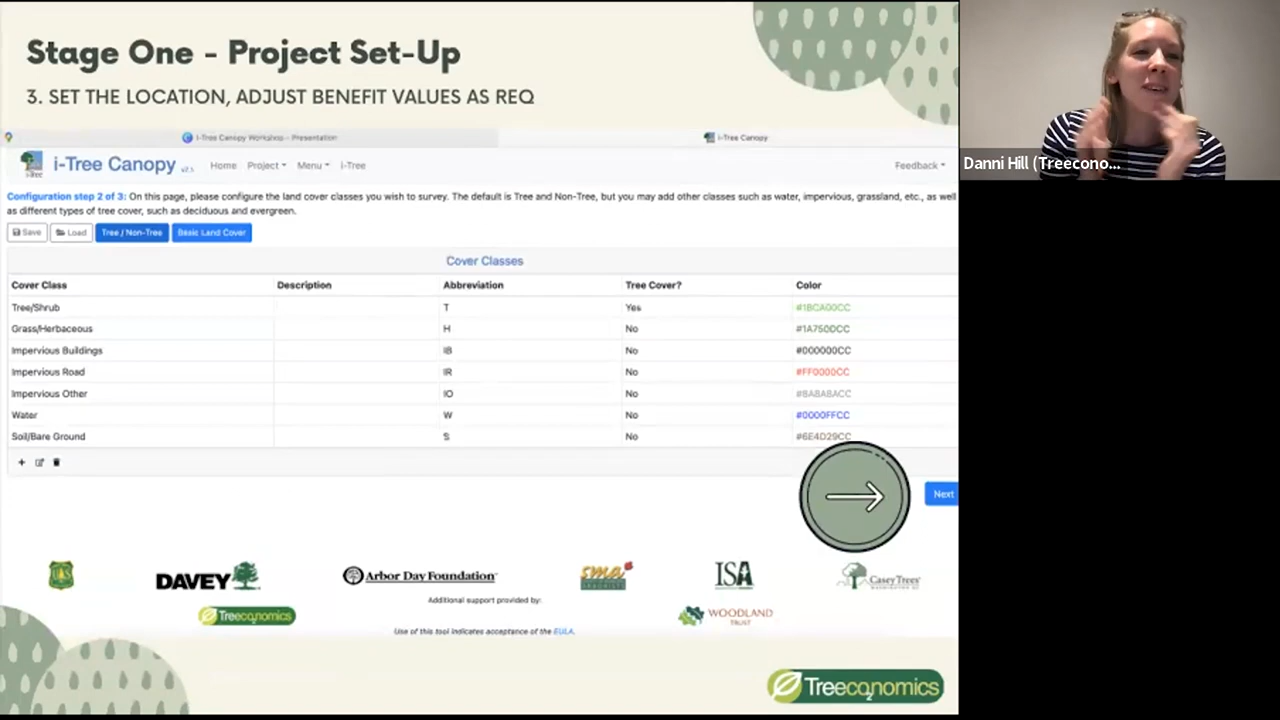 Stage One - Project Set-Up
3. SET THE LOCATION, ADJUST BENEFIT VALUES AS REQ
i-Tree Canopy Workshop – Presentation
i-Tree Canopy
i-Tree
i-Tree Canopy v7.1
Home
Project
Menu
i-Tree
Feedback
Configuration step 2 of 3: On this page, please configure the land cover classes you wish to survey. The default is Tree and Non-Tree, but you may add other classes such as water, impervious, grassland, etc., as well
as different types of tree cover, such as deciduous and evergreen.
Save
Load
Tree / Non-Tree
Basic Land Cover
Cover Classes
Cover Class Description Abbreviation Tree Cover? Color
Tree/Shrub T Yes #1BCA00CC
Grass/Herbaceous H No #1A750DCC
Impervious Buildings IB No #000000CC
Impervious Road IR No #FF0000CC
Impervious Other IO No #8A8A8ACC
Water W No #0000FFCC
Soil/Bare Ground S No #6E4D29CC
Next
UAS
DAVEY
Arbor Day Foundation
sma
ISA
CASEY TREES
WASHINGTON DC
Additional support provided by:
Treeconomics
WOODLAND
TRUST
Use of this tool indicates acceptance of the EULA.
Treeconomics
Danni Hill (Treecono...